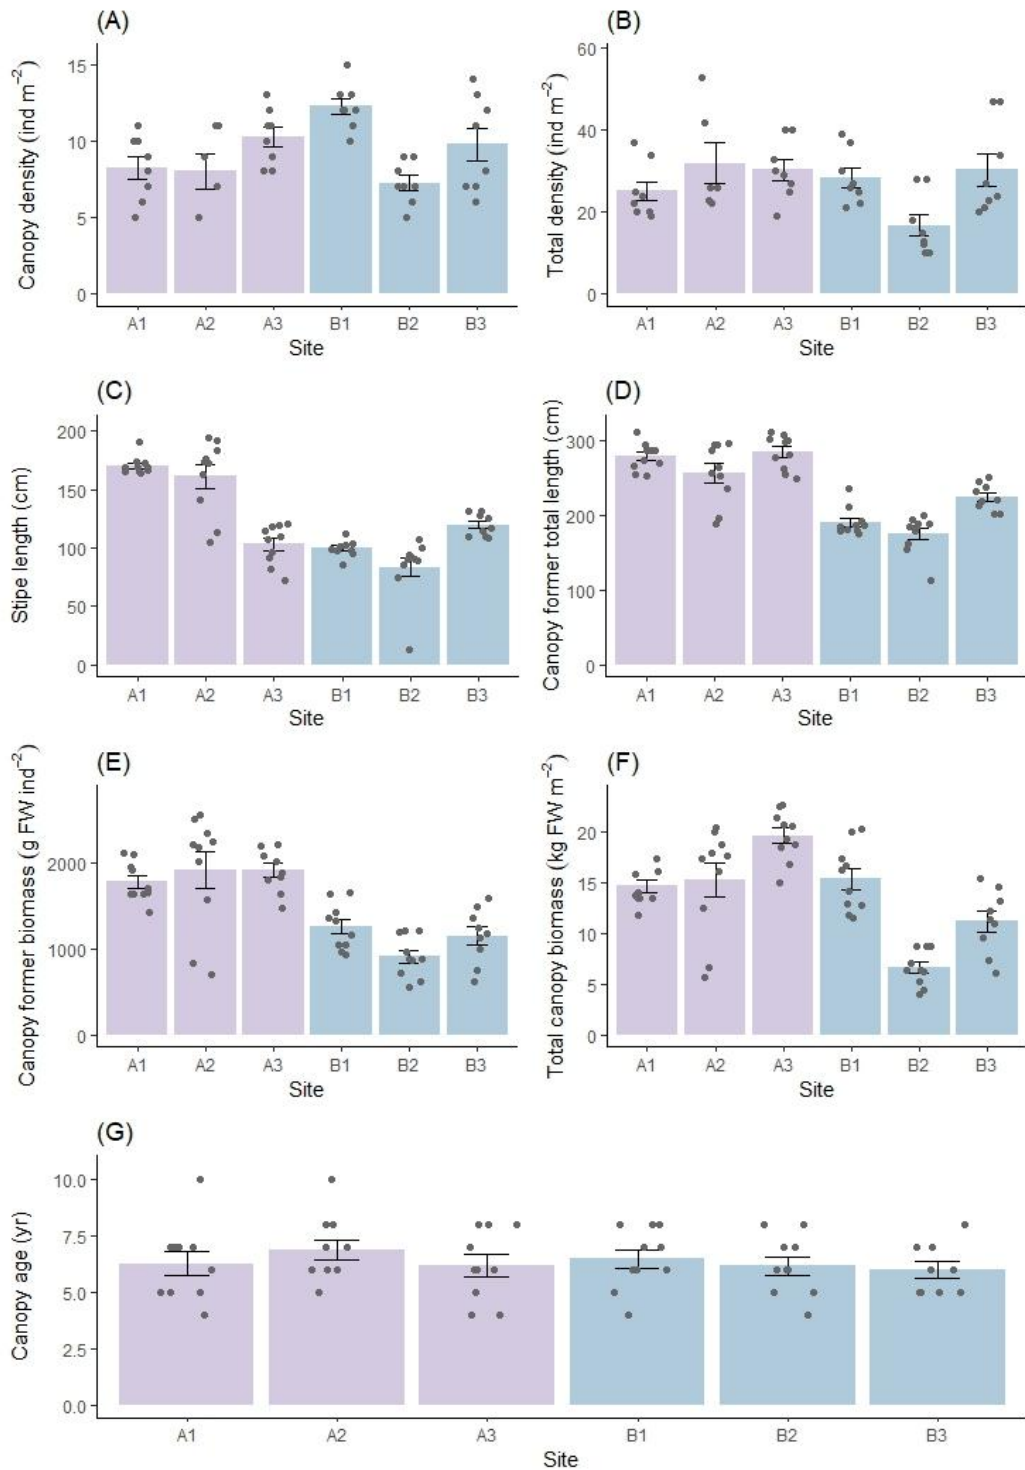 (A)
Canopy density (ind m⁻²)
15
10
5
0
A1 A2 A3 B1 B2 B3
Site
(B)
Total density (ind m⁻²)
60
40
20
0
A1 A2 A3 B1 B2 B3
Site
(C)
Stipe length (cm)
200
150
100
50
0
A1 A2 A3 B1 B2 B3
Site
(D)
Canopy former total length (cm)
300
200
100
0
A1 A2 A3 B1 B2 B3
Site
(E)
Canopy former biomass (g FW ind⁻²)
2000
1000
0
A1 A2 A3 B1 B2 B3
Site
(F)
Total canopy biomass (kg FW m⁻²)
20
15
10
5
0
A1 A2 A3 B1 B2 B3
Site
(G)
Canopy age (yr)
10.0
7.5
5.0
2.5
0.0
A1 A2 A3 B1 B2 B3
Site